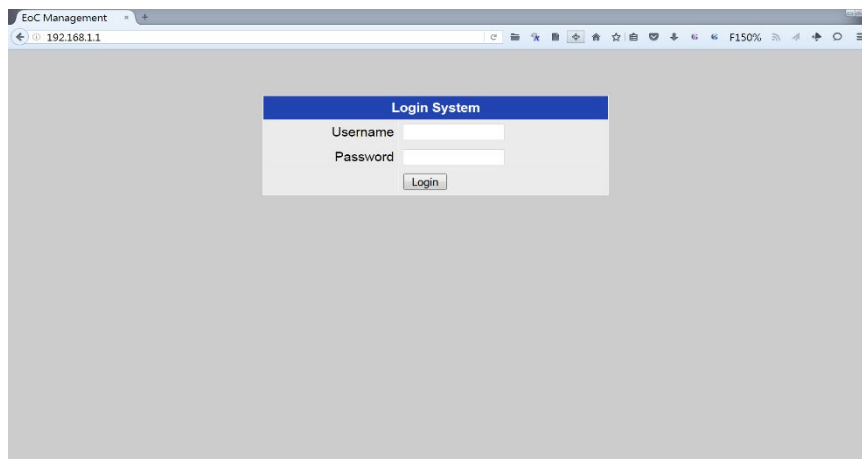 EoC Management
192.168.1.1
F150%
Login System
Username
Password
Login